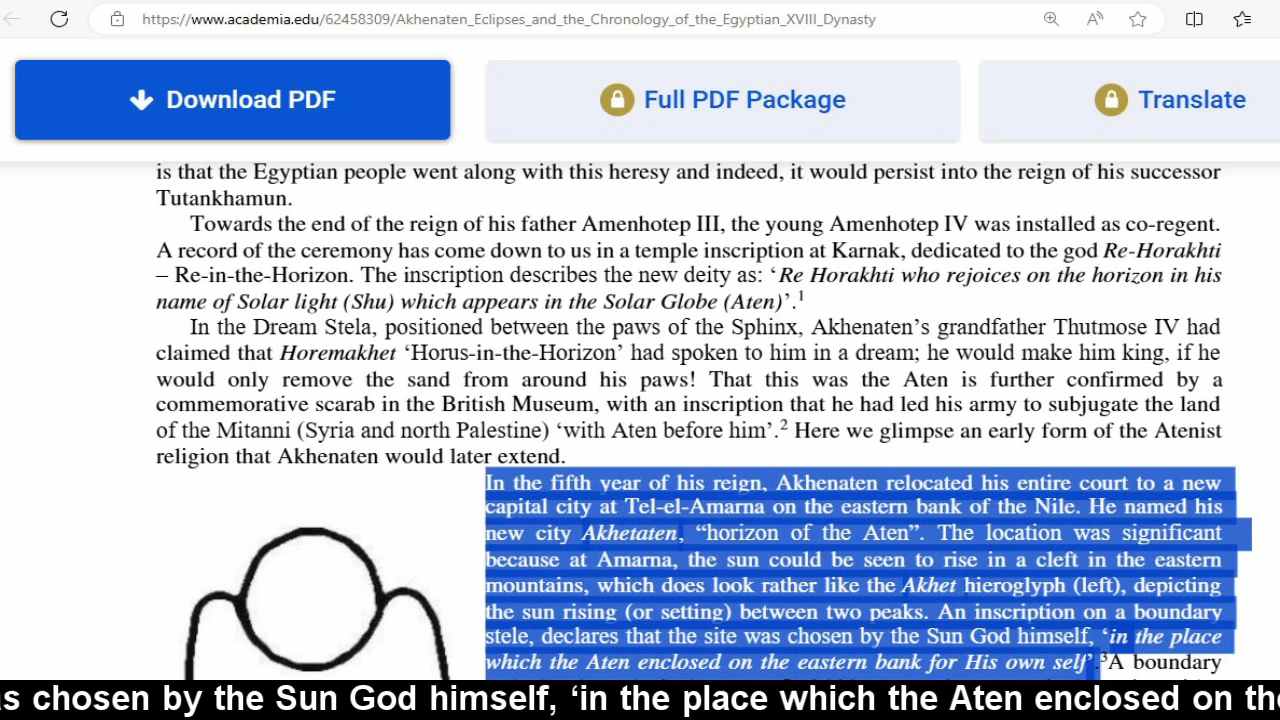 https://www.academia.edu/62458309/Akhenaten_Eclipses_and_the_Chronology_of_the_Egyptian_XVIII_Dynasty
Download PDF
Full PDF Package
Translate
is that the Egyptian people went along with this heresy and indeed, it would persist into the reign of his successor
Tutankhamun.
Towards the end of the reign of his father Amenhotep III, the young Amenhotep IV was installed as co-regent.
A record of the ceremony has come down to us in a temple inscription at Karnak, dedicated to the god Re-Horakhti
– Re-in-the-Horizon. The inscription describes the new deity as: ‘Re Horakhti who rejoices on the horizon in his
name of Solar light (Shu) which appears in the Solar Globe (Aten)’.1
In the Dream Stela, positioned between the paws of the Sphinx, Akhenaten’s grandfather Thutmose IV had
claimed that Horemakhet ‘Horus-in-the-Horizon’ had spoken to him in a dream; he would make him king, if he
would only remove the sand from around his paws! That this was the Aten is further confirmed by a
commemorative scarab in the British Museum, with an inscription that he had led his army to subjugate the land
of the Mitanni (Syria and north Palestine) ‘with Aten before him’.2 Here we glimpse an early form of the Atenist
religion that Akhenaten would later extend.
In the fifth year of his reign, Akhenaten relocated his entire court to a new
capital city at Tel-el-Amarna on the eastern bank of the Nile. He named his
new city Akhetaten, “horizon of the Aten”. The location was significant
because at Amarna, the sun could be seen to rise in a cleft in the eastern
mountains, which does look rather like the Akhet hieroglyph (left), depicting
the sun rising (or setting) between two peaks. An inscription on a boundary
stele, declares that the site was chosen by the Sun God himself, ‘in the place
which the Aten enclosed on the eastern bank for His own self’.3A boundary
s chosen by the Sun God himself, ‘in the place which the Aten enclosed on the